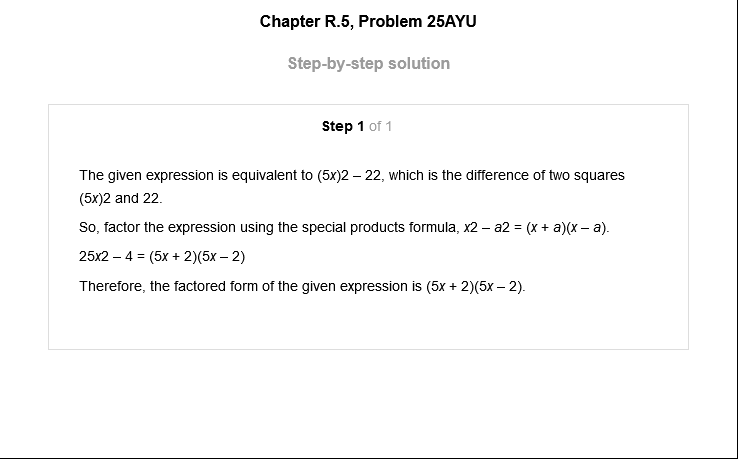 Chapter R.5, Problem 25AYU
Step-by-step solution
Step 1 of 1
The given expression is equivalent to (5x)2 – 22, which is the difference of two squares
(5x)2 and 22.
So, factor the expression using the special products formula, x2 – a2 = (x + a)(x – a).
25x2 – 4 = (5x + 2)(5x – 2)
Therefore, the factored form of the given expression is (5x + 2)(5x – 2).